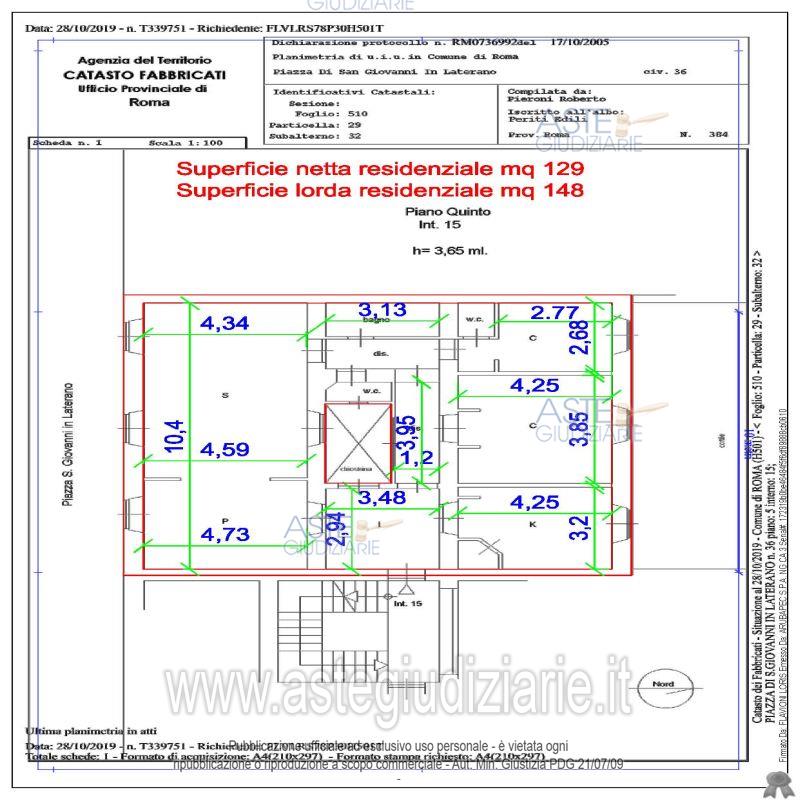 Data: 28/10/2019 - n. T339751 - Richiedente: FLVLRS78P30H501T
Agenzia del Territorio
CATASTO FABBRICATI
Ufficio Provinciale di
Roma
Dichiarazione protocollo n. RM0736992del 17/10/2005
Planimetria di u.i.u.in Comune di Roma
Piazza Di San Giovanni In Laterano civ. 36
Identificativi Catastali:
Sezione:
Foglio: 510
Particella: 29
Subalterno: 32
Compilata da:
Pieroni Roberto
Iscritto all'albo:
Periti Edili
Prov. Roma N. 384
Scheda n. 1 Scala 1: 100
ASTE
GIUDIZIARIE
Superficie netta residenziale mq 129
Superficie lorda residenziale mq 148
Piano Quinto
Int. 15
h= 3,65 ml.
4,34
3,13
bagno
w.c.
2.77
2,68
C
dis.
S
w.c.
4,25
10,4
3,95
dis
1,2
3,85
C
ASTE
GIUDIZIARIE
4,59
chiostrina
3,48
4,25
P
2,94
I
K
3,2
4,73
ASTE
GIUDIZIARIE
Piazza S. Giovanni in Laterano
cortile
Int. 15
Nord
www.astegiudiziarie.it
Catasto dei Fabbricati - Situazione al 28/10/2019 - Comune di ROMA (H501) - < Foglio: 510 - Particella: 29 - Subalterno: 32 >
PIAZZA DI S.GIOVANNI IN LATERANO n. 36 piano: 5 interno: 15;
Ultima planimetria in atti
Data: 28/10/2019 - n. T339751 - Richiedente: FLVLRS78P30H501T
Totale schede: 1 - Formato di acquisizione: A4(210x297) - Formato stampa richiesto: A4(210x297)
Pubblicazione ufficiale ad esclusivo uso personale - è vietata ogni
ripubblicazione o riproduzione a scopo commerciale - Aut. Min. Giustizia PDG 21/07/09